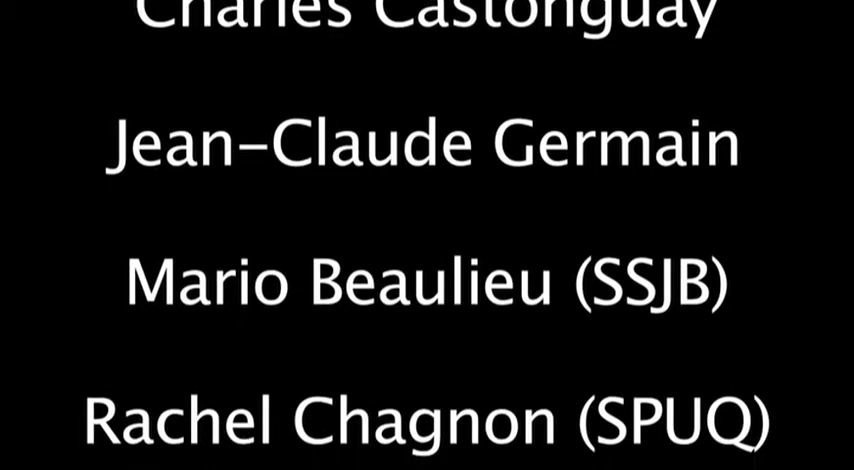 Charles Castonguay
Jean-Claude Germain
Mario Beaulieu (SSJB)
Rachel Chagnon (SPUQ)